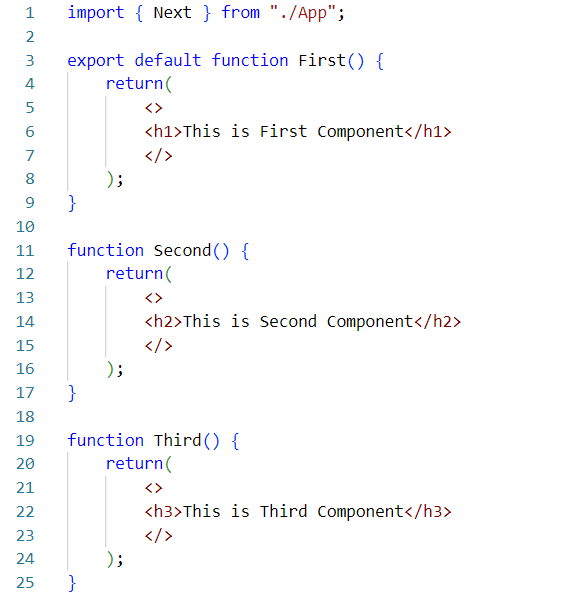 1 import { Next } from "./App";
2
3 export default function First() {
4 return(
5 <>
6 <h1>This is First Component</h1>
7 </>
8 );
9 }
10
11 function Second() {
12 return(
13 <>
14 <h2>This is Second Component</h2>
15 </>
16 );
17 }
18
19 function Third() {
20 return(
21 <>
22 <h3>This is Third Component</h3>
23 </>
24 );
25 }